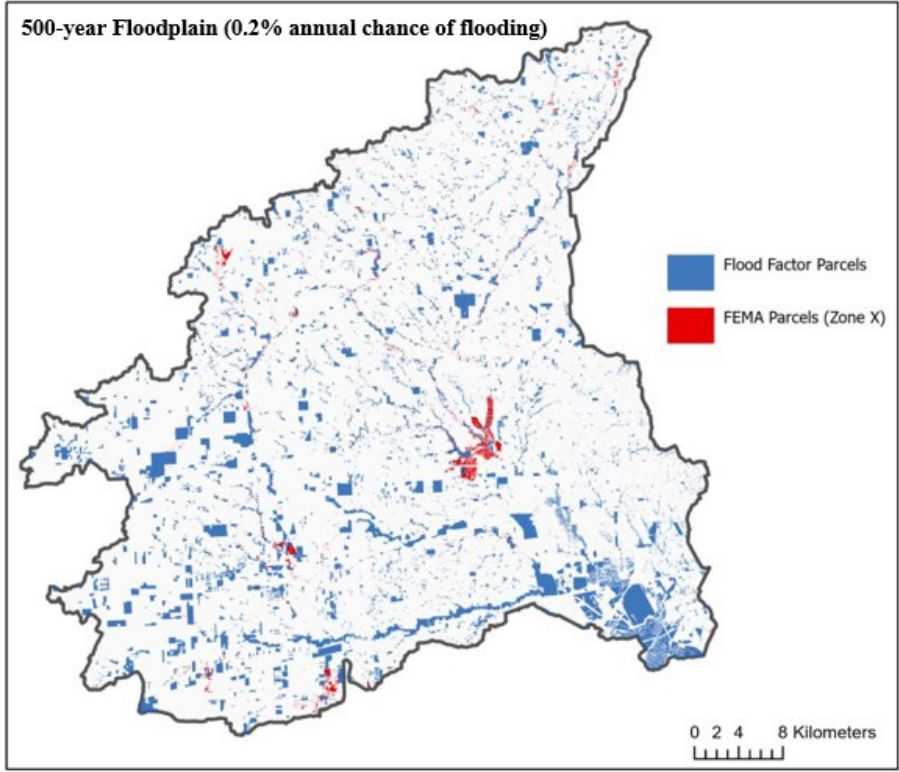 500-year Floodplain (0.2% annual chance of flooding)
Flood Factor Parcels
FEMA Parcels (Zone X)
0 2 4 8 Kilometers